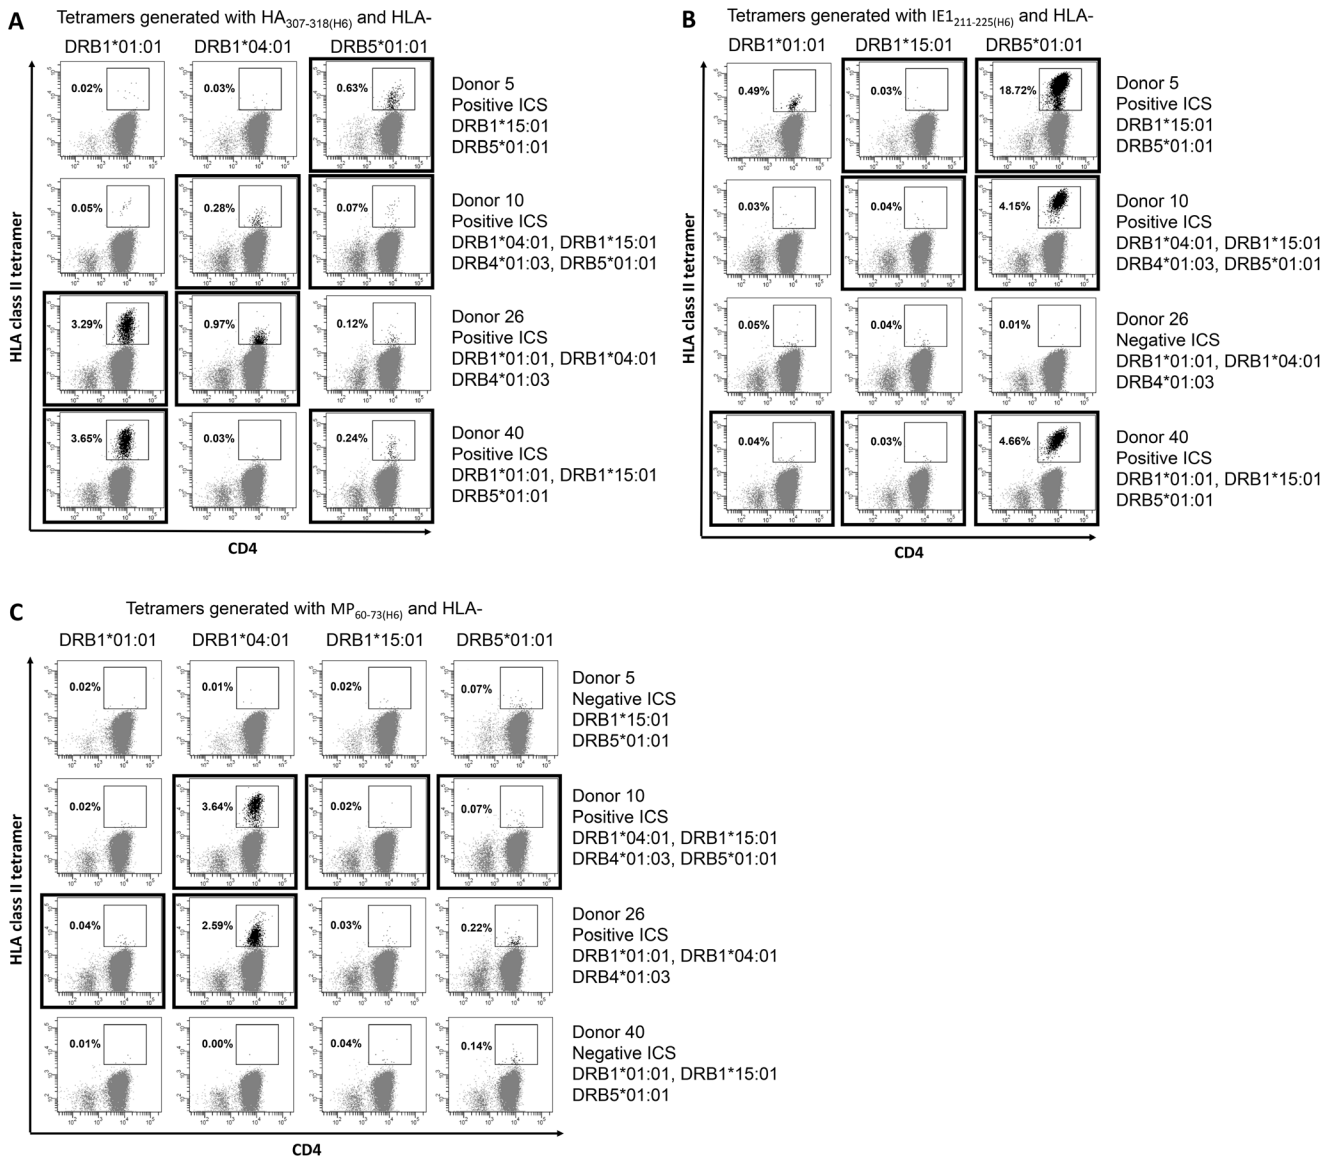 A
Tetramers generated with HA307-318(H6) and HLA-
DRB1*01:01 DRB1*04:01 DRB5*01:01
0.02% 0.03% 0.63%
Donor 5
Positive ICS
DRB1*15:01
DRB5*01:01
0.05% 0.28% 0.07%
Donor 10
Positive ICS
DRB1*04:01, DRB1*15:01
DRB4*01:03, DRB5*01:01
3.29% 0.97% 0.12%
Donor 26
Positive ICS
DRB1*01:01, DRB1*04:01
DRB4*01:03
3.65% 0.03% 0.24%
Donor 40
Positive ICS
DRB1*01:01, DRB1*15:01
DRB5*01:01
HLA class II tetramer
CD4
B
Tetramers generated with IE1211-225(H6) and HLA-
DRB1*01:01 DRB1*15:01 DRB5*01:01
0.49% 0.03% 18.72%
Donor 5
Positive ICS
DRB1*15:01
DRB5*01:01
0.03% 0.04% 4.15%
Donor 10
Positive ICS
DRB1*04:01, DRB1*15:01
DRB4*01:03, DRB5*01:01
0.05% 0.04% 0.01%
Donor 26
Negative ICS
DRB1*01:01, DRB1*04:01
DRB4*01:03
0.04% 0.03% 4.66%
Donor 40
Positive ICS
DRB1*01:01, DRB1*15:01
DRB5*01:01
HLA class II tetramer
CD4
C
Tetramers generated with MP60-73(H6) and HLA-
DRB1*01:01 DRB1*04:01 DRB1*15:01 DRB5*01:01
0.02% 0.01% 0.02% 0.07%
Donor 5
Negative ICS
DRB1*15:01
DRB5*01:01
0.02% 3.64% 0.02% 0.07%
Donor 10
Positive ICS
DRB1*04:01, DRB1*15:01
DRB4*01:03, DRB5*01:01
0.04% 2.59% 0.03% 0.22%
Donor 26
Positive ICS
DRB1*01:01, DRB1*04:01
DRB4*01:03
0.01% 0.00% 0.04% 0.14%
Donor 40
Negative ICS
DRB1*01:01, DRB1*15:01
DRB5*01:01
HLA class II tetramer
CD4